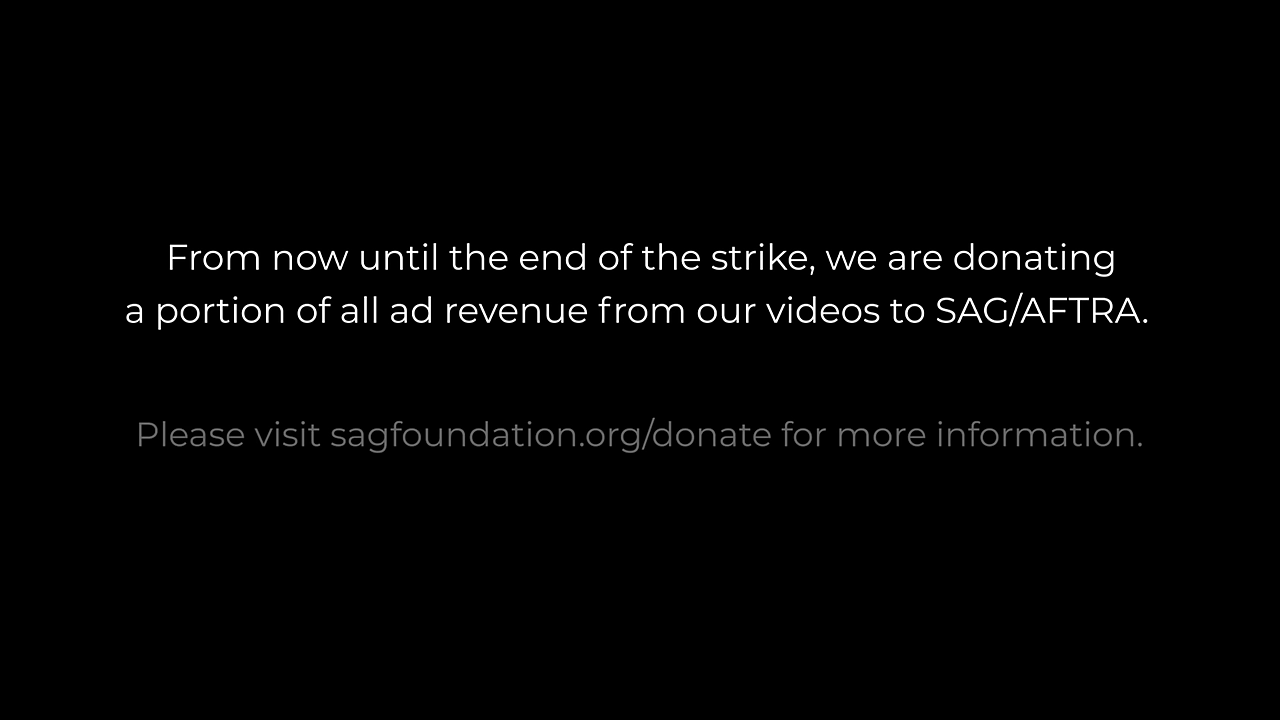 From now until the end of the strike, we are donating
a portion of all ad revenue from our videos to SAG/AFTRA.
Please visit sagfoundation.org/donate for more information.